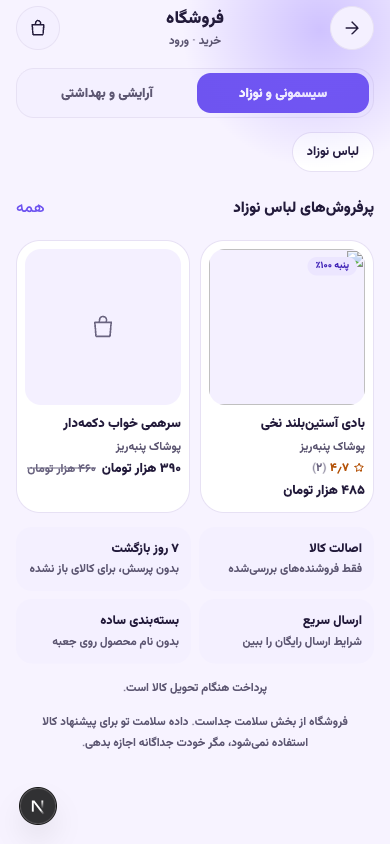 فروشگاه
خرید · ورود
سیسمونی و نوزاد
آرایشی و بهداشتی
لباس نوزاد
پرفروش‌های لباس نوزاد
همه
پنبه ۱۰۰٪
بادی آستین‌بلند نخی
پوشاک پنبه‌ریز
۴٫۷ (۲)
۴۸۵ هزار تومان
سرهمی خواب دکمه‌دار
پوشاک پنبه‌ریز
۳۹۰ هزار تومان ۴۶۰ هزار تومان
اصالت کالا
فقط فروشنده‌های بررسی‌شده
۷ روز بازگشت
بدون پرسش، برای کالای باز نشده
ارسال سریع
شرایط ارسال رایگان را ببین
بسته‌بندی ساده
بدون نام محصول روی جعبه
پرداخت هنگام تحویل کالا است.
فروشگاه از بخش سلامت جداست. داده سلامت تو برای پیشنهاد کالا
استفاده نمی‌شود، مگر خودت جداگانه اجازه بدهی.
N